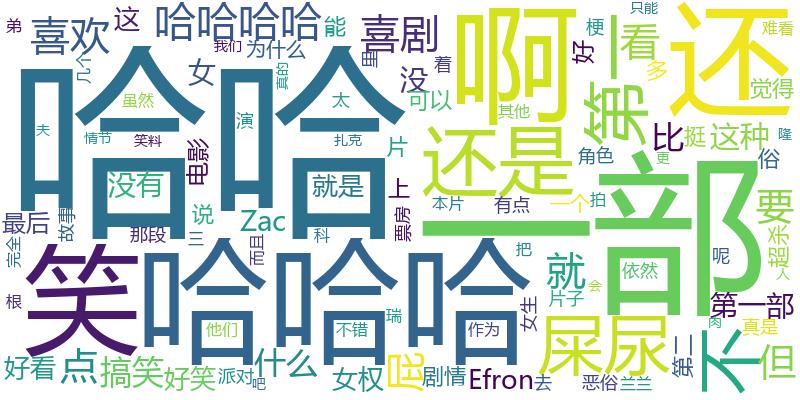 弟
喜欢
这
哈哈哈哈
能
喜剧
梗
只能
我们
为什么
里
好
看
难看
几个
女
真的
没
着
多
啊
第一
还
觉得
哈哈
虽然
演
太
可以
其他
夫
情节
笑料
扎克
片
还是
比
挺
这种
隆
电影
角色
更
俗
没有
就是
上
本片
有点
一个
拍
一部
要
最后
故事
那段
说
Zac
票房
三
科
而且
完全
把
呢
抠杀
人
笑
哈哈哈
就
依然
根
他们
不错
瑞
作为
女生
片子
会
第一部
肉
真是
屎尿
不
但
好看
点
搞笑
好笑
派对
吧
什么
女权
屁
剧情
Efron
去
恶俗
兰兰
第二